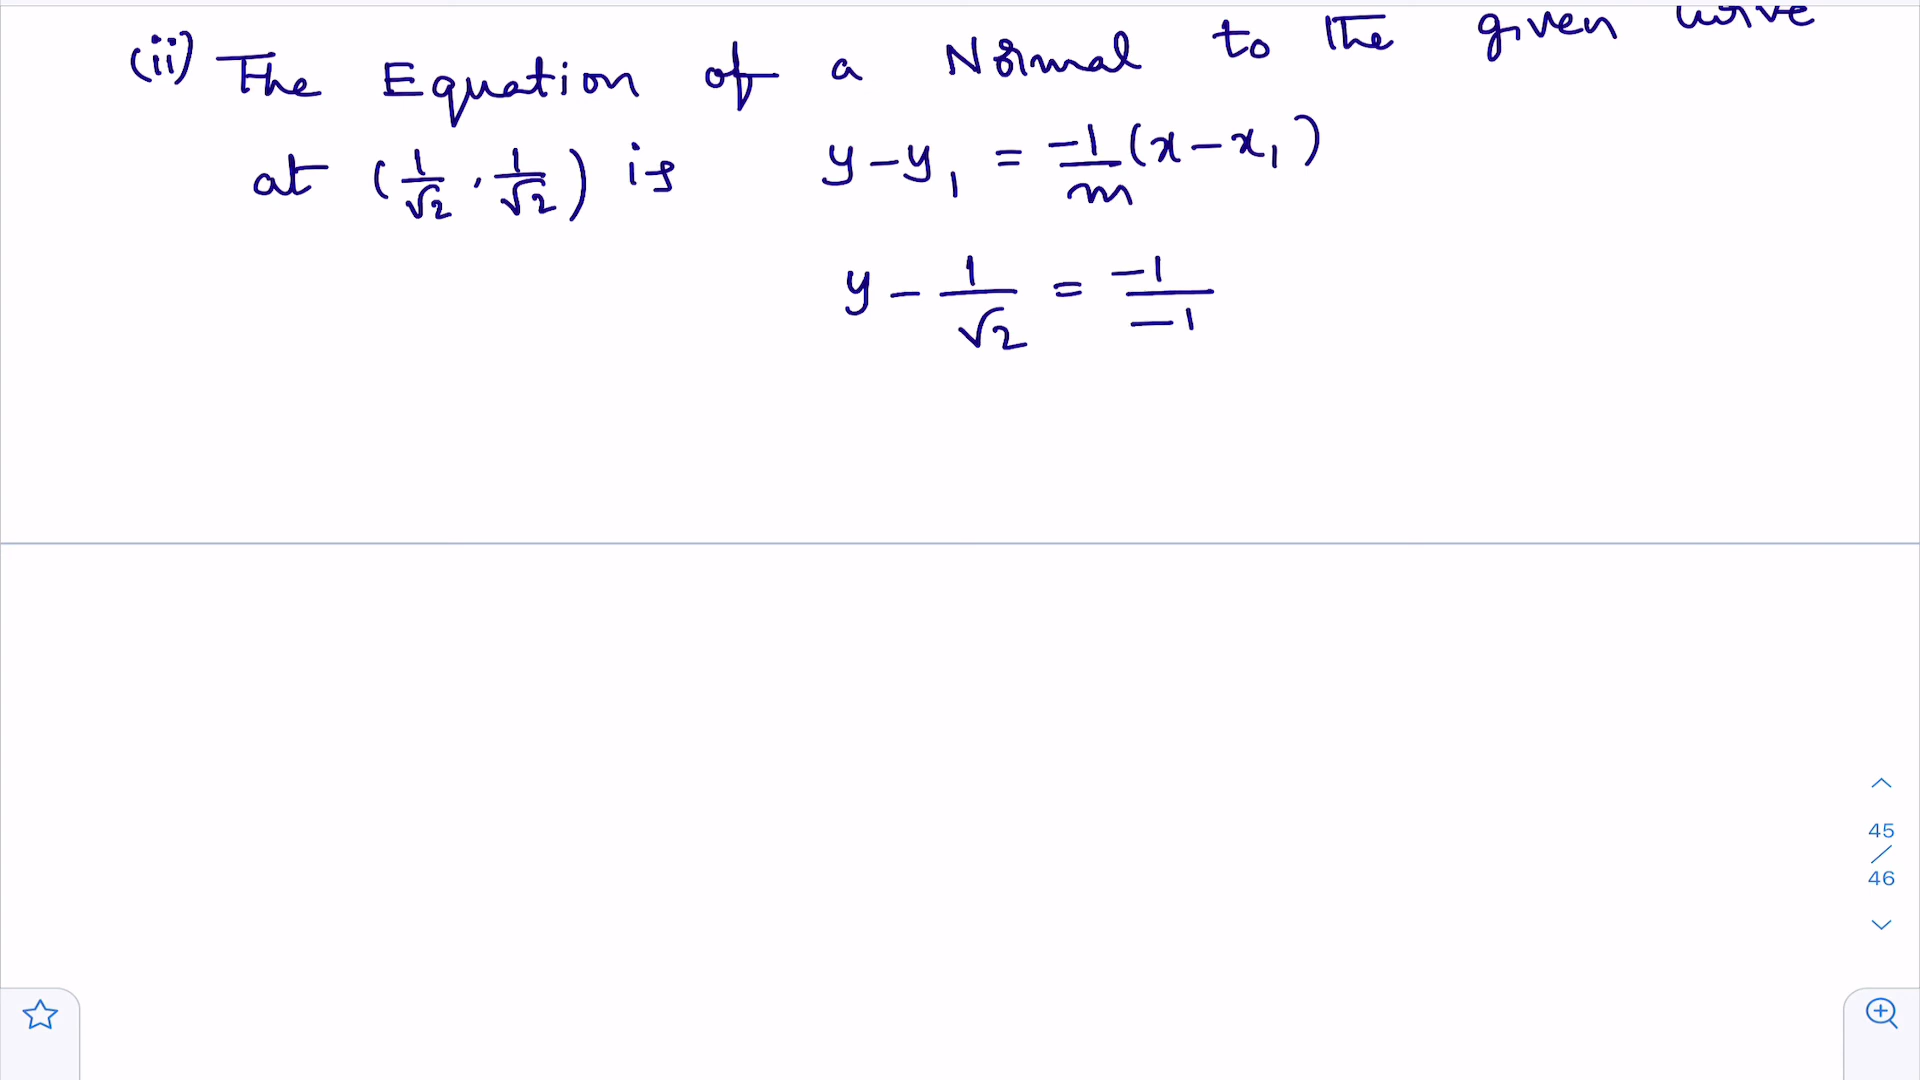 (ii) The Equation of a Normal to the given curve
at (1/√2, 1/√2) is y - y₁ = -1/m (x - x₁)
y - 1/√2 = -1/-1
45
/
46